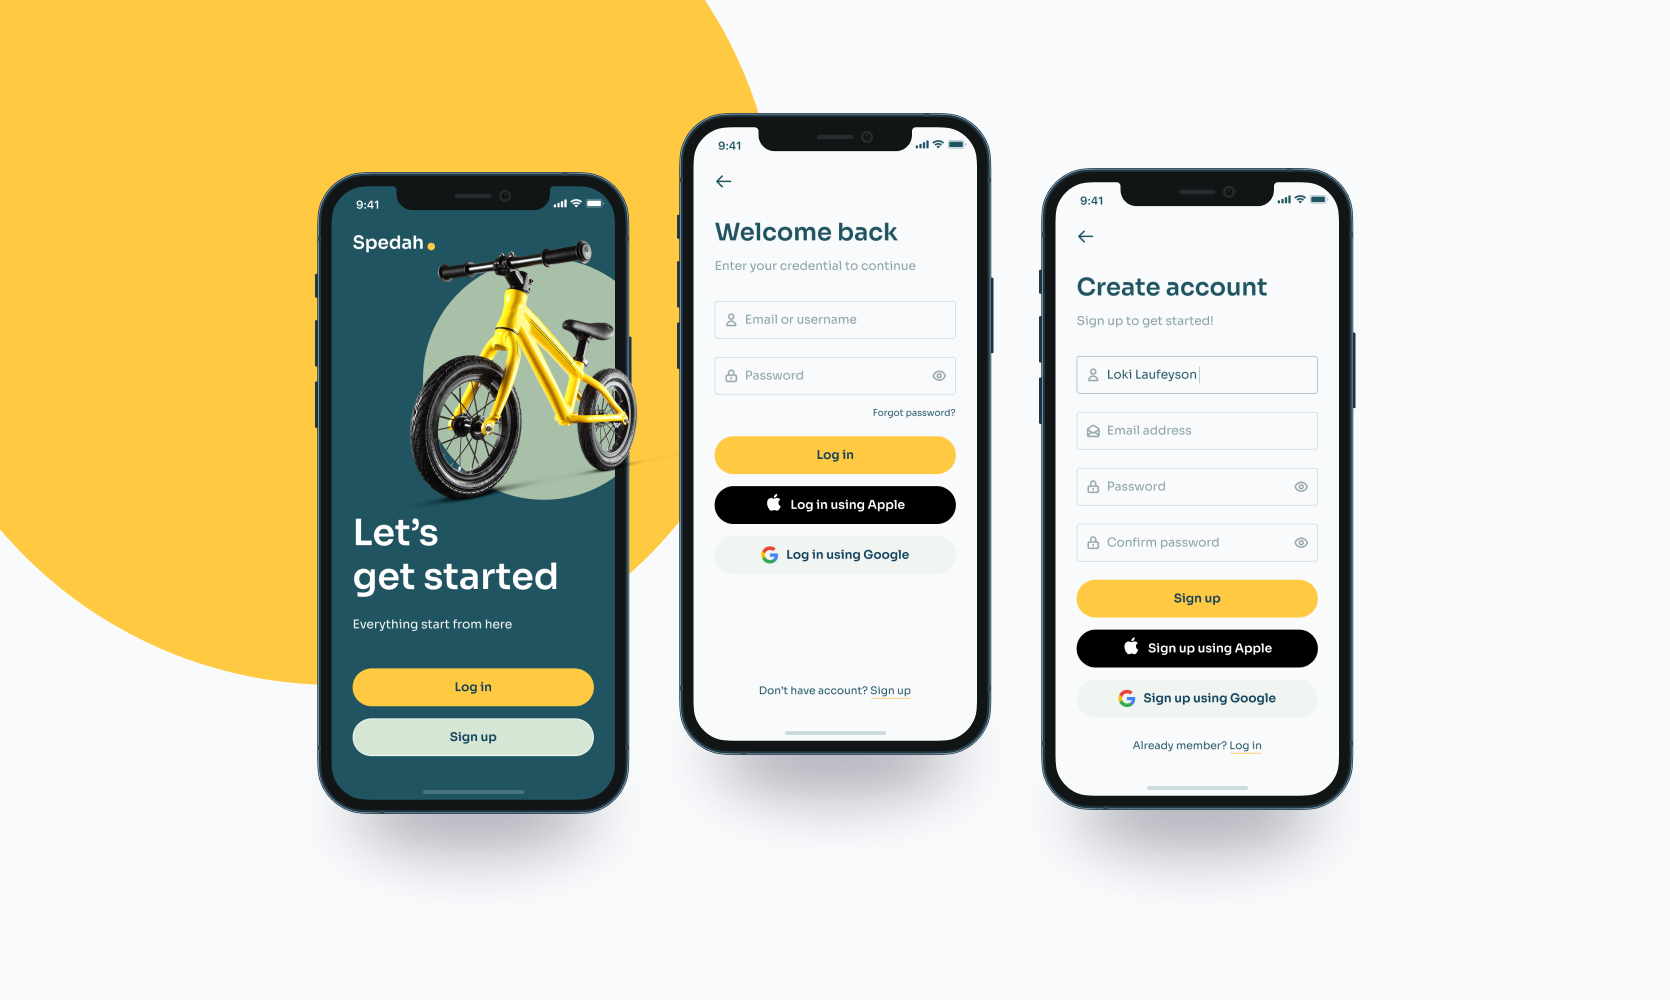 9:41
Spedah
Let's
get started
Everything start from here
Log in
Sign up
9:41
Welcome back
Enter your credential to continue
Email or username
Password
Forgot password?
Log in
Log in using Apple
Log in using Google
Don't have account? Sign up
9:41
Create account
Sign up to get started!
Loki Laufeyson
Email address
Password
Confirm password
Sign up
Sign up using Apple
Sign up using Google
Already member? Log in